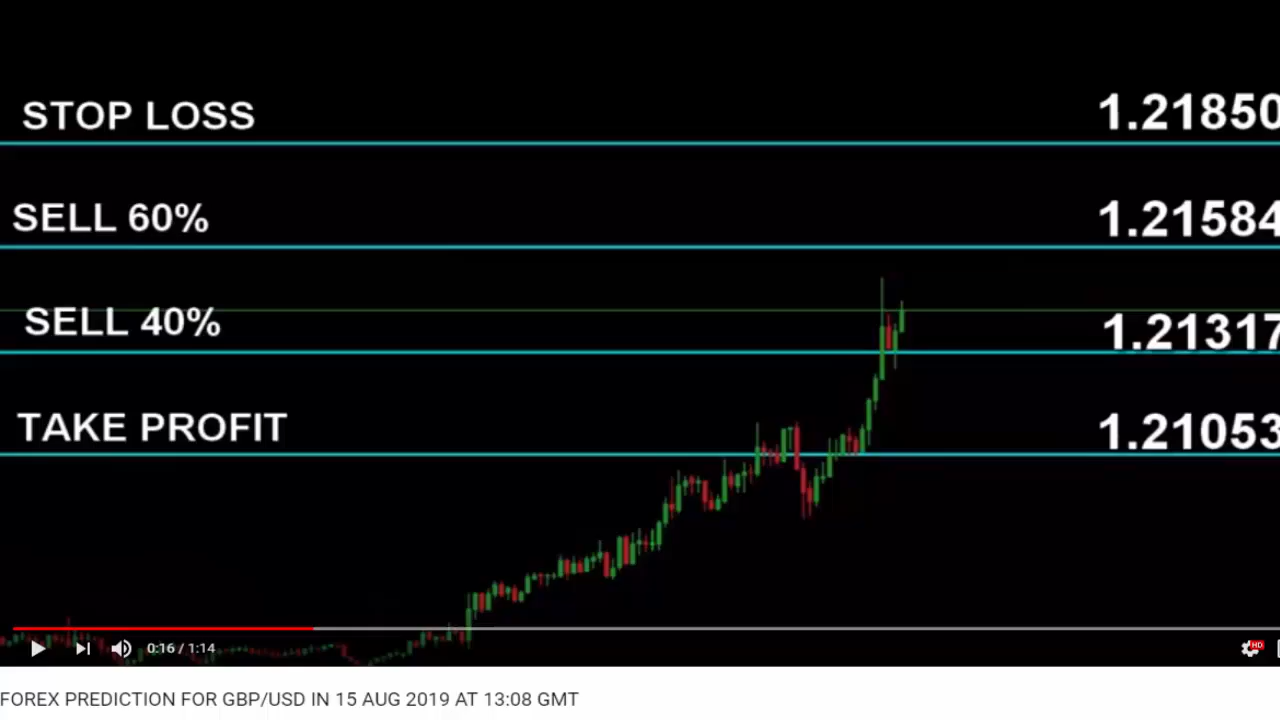 STOP LOSS 1.21850
SELL 60% 1.21584
SELL 40% 1.21317
TAKE PROFIT 1.21053
0:16 / 1:14 HD
FOREX PREDICTION FOR GBP/USD IN 15 AUG 2019 AT 13:08 GMT